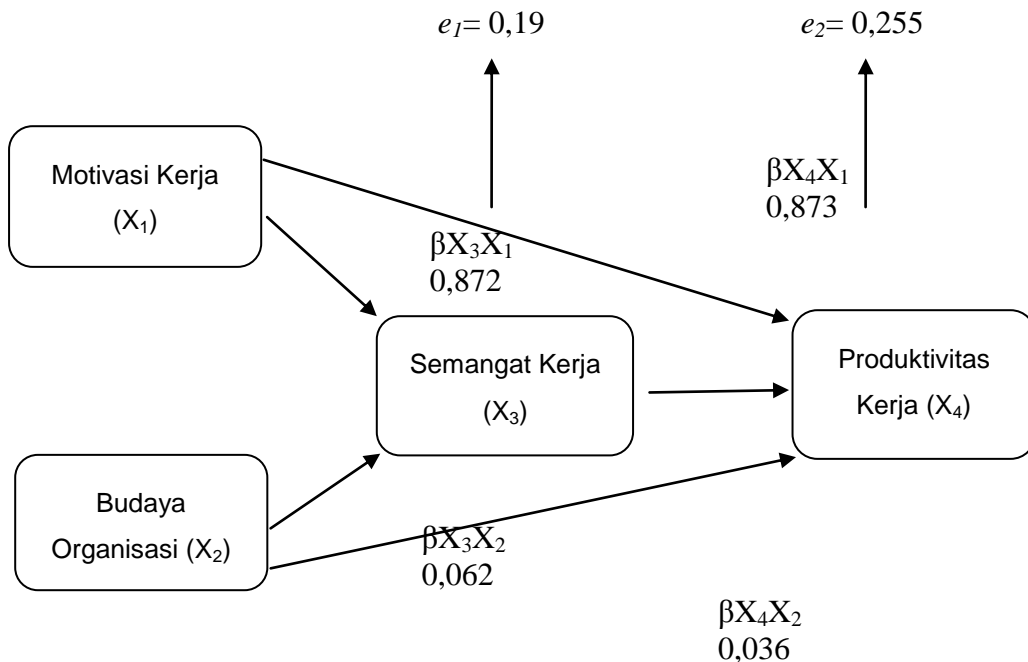 e₁= 0,19
e₂= 0,255
Motivasi Kerja
(X₁)
βX₄X₁
0,873
βX₃X₁
0,872
Semangat Kerja
(X₃)
Produktivitas
Kerja (X₄)
Budaya
Organisasi (X₂)
βX₃X₂
0,062
βX₄X₂
0,036